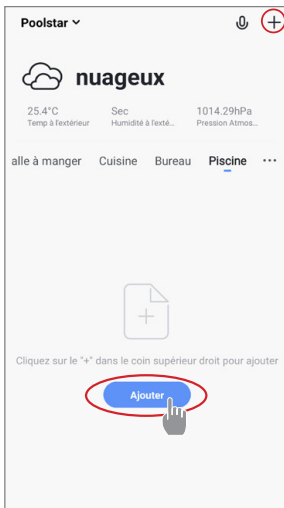 Poolstar
nuageux
25.4°C Sec 1014.29hPa
Temp à l'extérieur Humidité à l'exté... Pression Atmos...
alle à manger Cuisine Bureau Piscine ...
Cliquez sur le "+" dans le coin supérieur droit pour ajouter
Ajouter